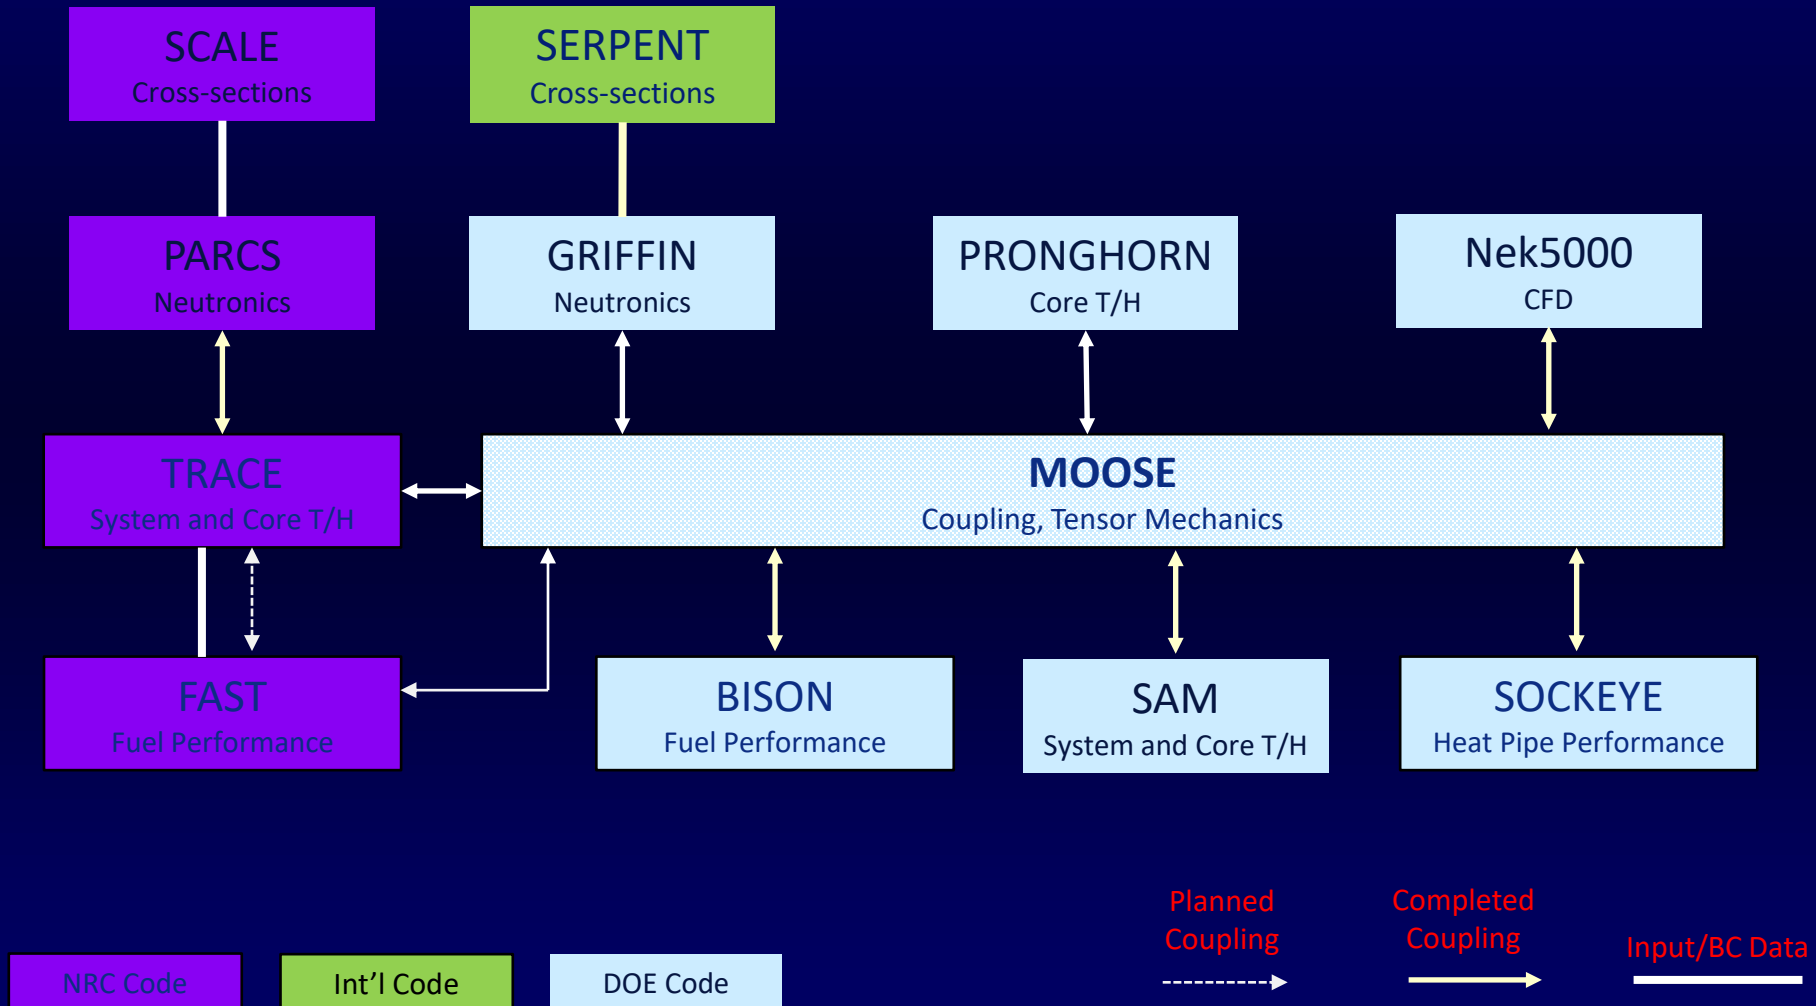 SCALE
Cross-sections
SERPENT
Cross-sections
PARCS
Neutronics
GRIFFIN
Neutronics
PRONGHORN
Core T/H
Nek5000
CFD
TRACE
System and Core T/H
MOOSE
Coupling, Tensor Mechanics
FAST
Fuel Performance
BISON
Fuel Performance
SAM
System and Core T/H
SOCKEYE
Heat Pipe Performance
Planned
Coupling
Completed
Coupling
Input/BC Data
NRC Code
Int’l Code
DOE Code